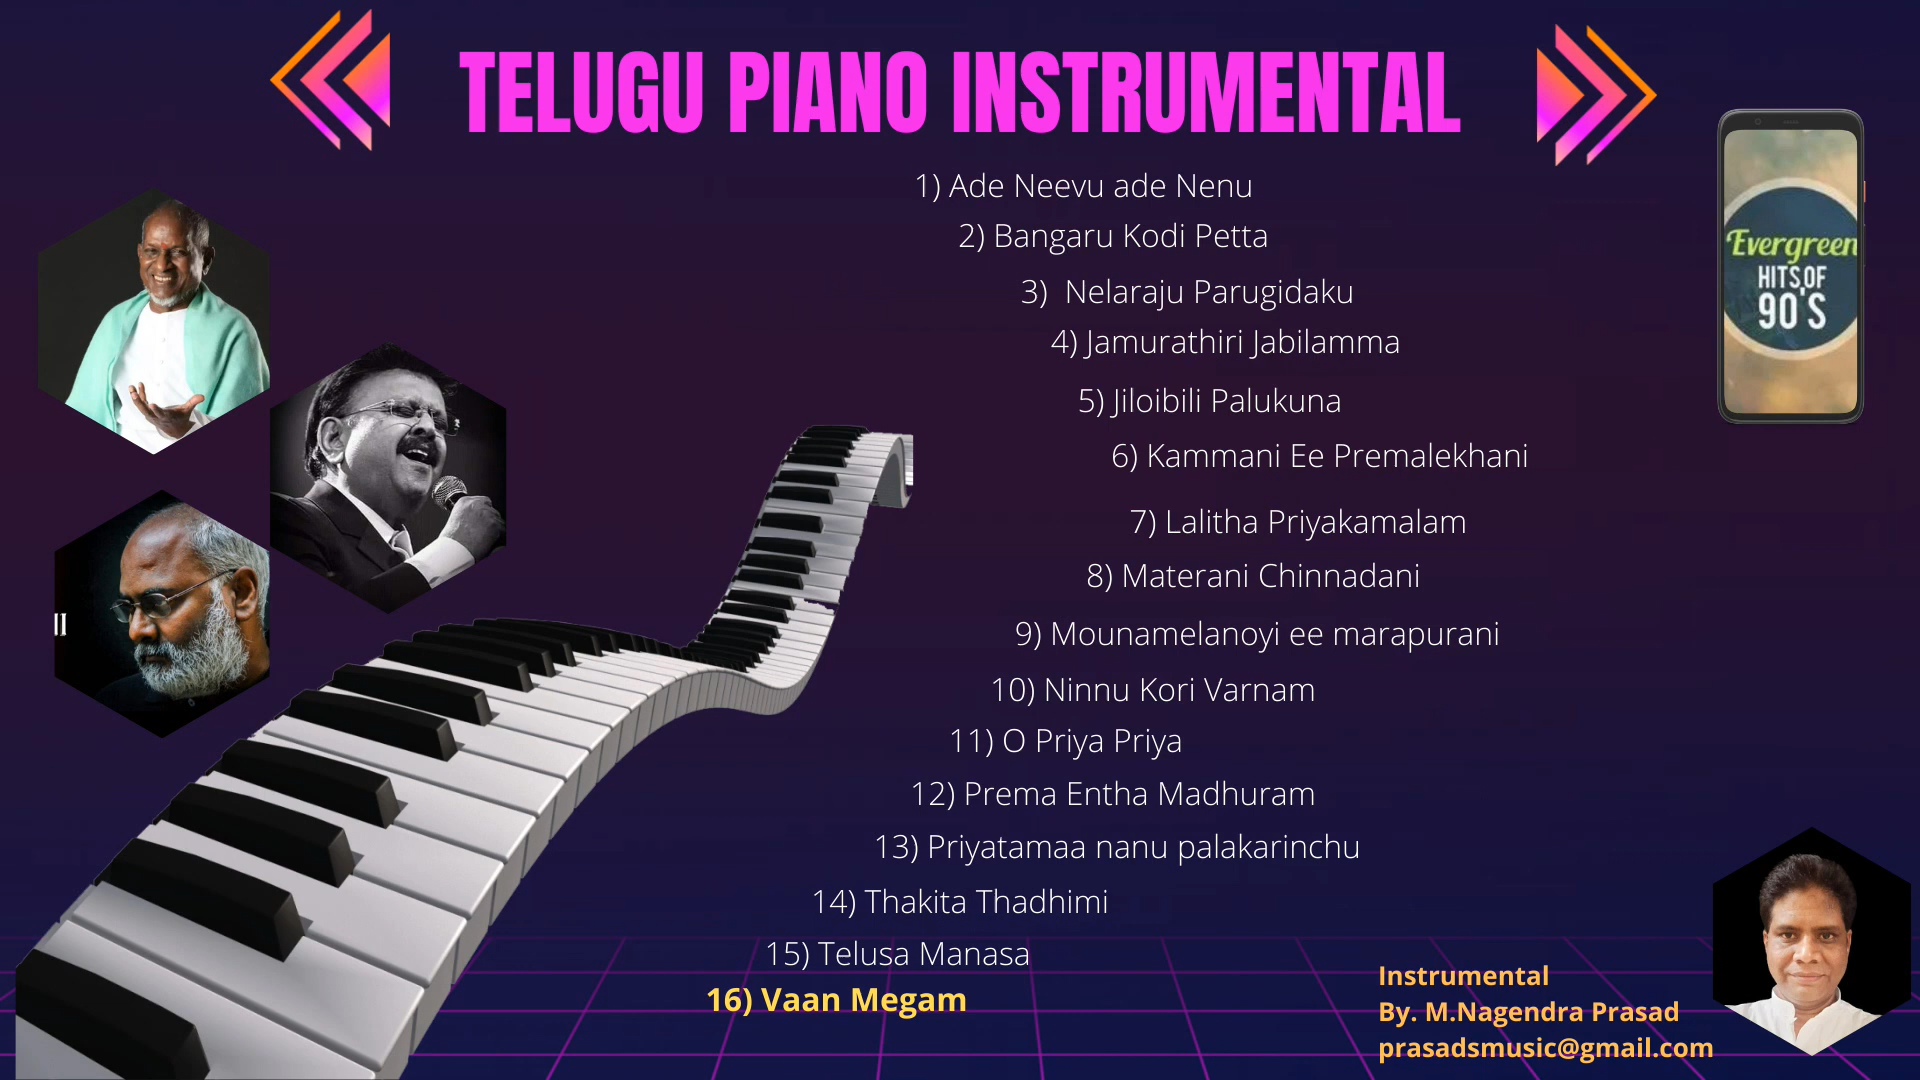 TELUGU PIANO INSTRUMENTAL
1) Ade Neevu ade Nenu
2) Bangaru Kodi Petta
3) Nelaraju Parugidaku
4) Jamurathiri Jabilamma
5) Jiloibili Palukuna
6) Kammani Ee Premalekhani
7) Lalitha Priyakamalam
8) Materani Chinnadani
9) Mounamelanoyi ee marapurani
10) Ninnu Kori Varnam
11) O Priya Priya
12) Prema Entha Madhuram
13) Priyatamaa nanu palakarinchu
14) Thakita Thadhimi
15) Telusa Manasa
16) Vaan Megam
Evergreen
HITS OF
90'S
Instrumental
By. M.Nagendra Prasad
prasadsmusic@gmail.com